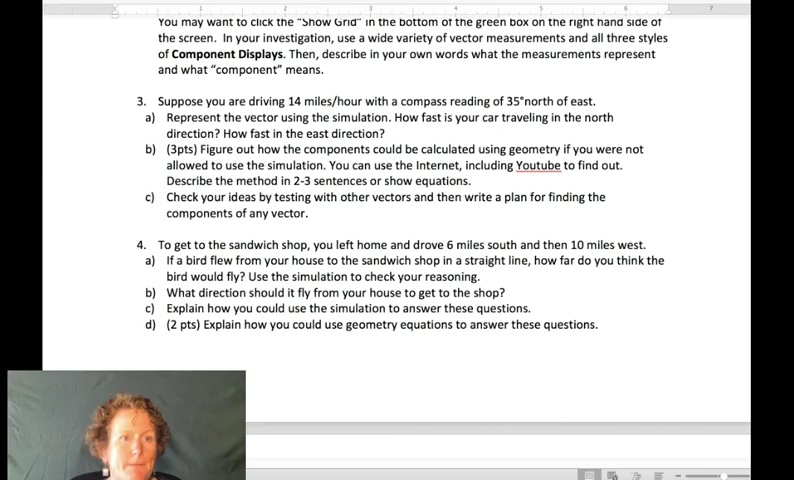 1 2 3 4 5 6 7
You may want to click the "Show Grid" in the bottom of the green box on the right hand side of
the screen. In your investigation, use a wide variety of vector measurements and all three styles
of Component Displays. Then, describe in your own words what the measurements represent
and what "component" means.
3. Suppose you are driving 14 miles/hour with a compass reading of 35°north of east.
a) Represent the vector using the simulation. How fast is your car traveling in the north
direction? How fast in the east direction?
b) (3pts) Figure out how the components could be calculated using geometry if you were not
allowed to use the simulation. You can use the Internet, including Youtube to find out.
Describe the method in 2-3 sentences or show equations.
c) Check your ideas by testing with other vectors and then write a plan for finding the
components of any vector.
4. To get to the sandwich shop, you left home and drove 6 miles south and then 10 miles west.
a) If a bird flew from your house to the sandwich shop in a straight line, how far do you think the
bird would fly? Use the simulation to check your reasoning.
b) What direction should it fly from your house to get to the shop?
c) Explain how you could use the simulation to answer these questions.
d) (2 pts) Explain how you could use geometry equations to answer these questions.